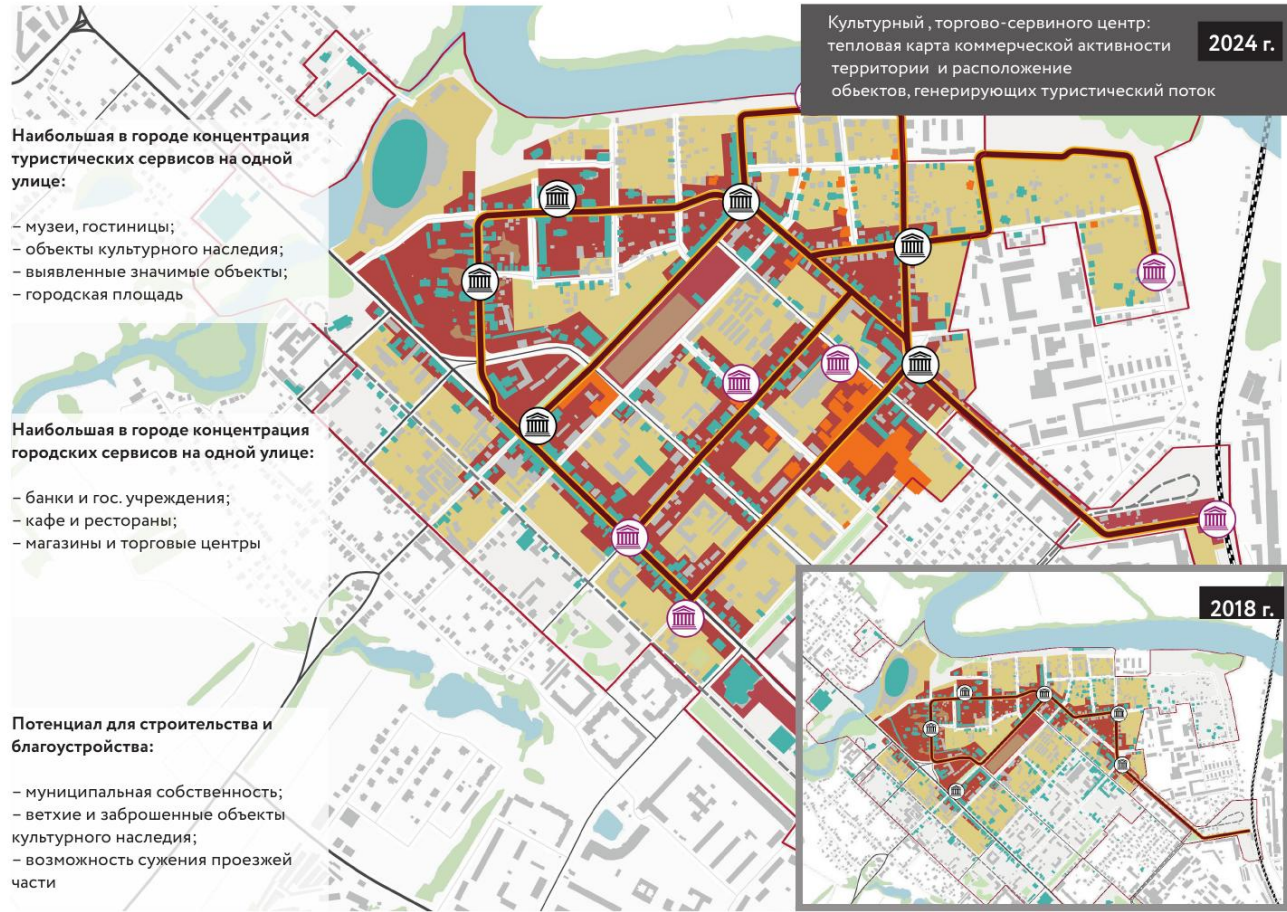 Культурный , торгово-сервиного центр:
тепловая карта коммерческой активности
территории и расположение
обьектов, генерирующих туристический поток
2024 г.
Наибольшая в городе концентрация
туристических сервисов на одной
улице:
– музеи, гостиницы;
– объекты культурного наследия;
– выявленные значимые объекты;
– городская площадь
Наибольшая в городе концентрация
городских сервисов на одной улице:
– банки и гос. учреждения;
– кафе и рестораны;
– магазины и торговые центры
Потенциал для строительства и
благоустройства:
– муниципальная собственность;
– ветхие и заброшенные объекты
культурного наследия;
– возможность сужения проезжей
части
2018 г.